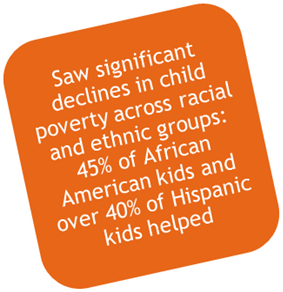 Saw significant
declines in child
poverty across racial
and ethnic groups:
45% of African
American kids and
over 40% of Hispanic
kids helped